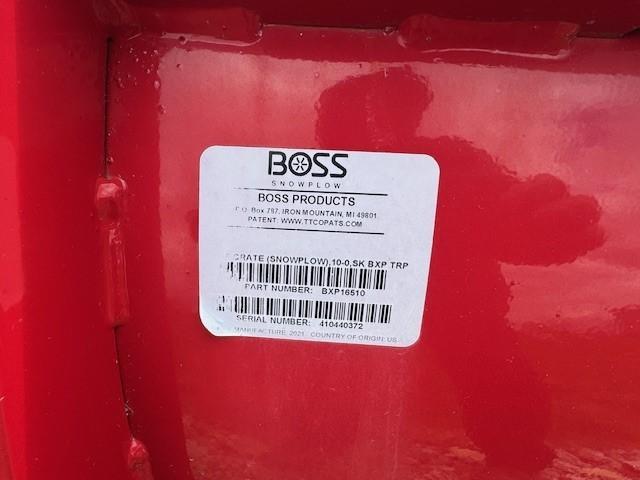 BOSS
SNOWPLOW
BOSS PRODUCTS
P.O. Box 787, IRON MOUNTAIN, MI 49801
PATENT: WWW.TTCOPATS.COM
CRATE (SNOWPLOW),10-0,SK BXP TRP
PART NUMBER: BXP16510
SERIAL NUMBER: 410440372
MANUFACTURE: 2021 COUNTRY OF ORIGIN: US